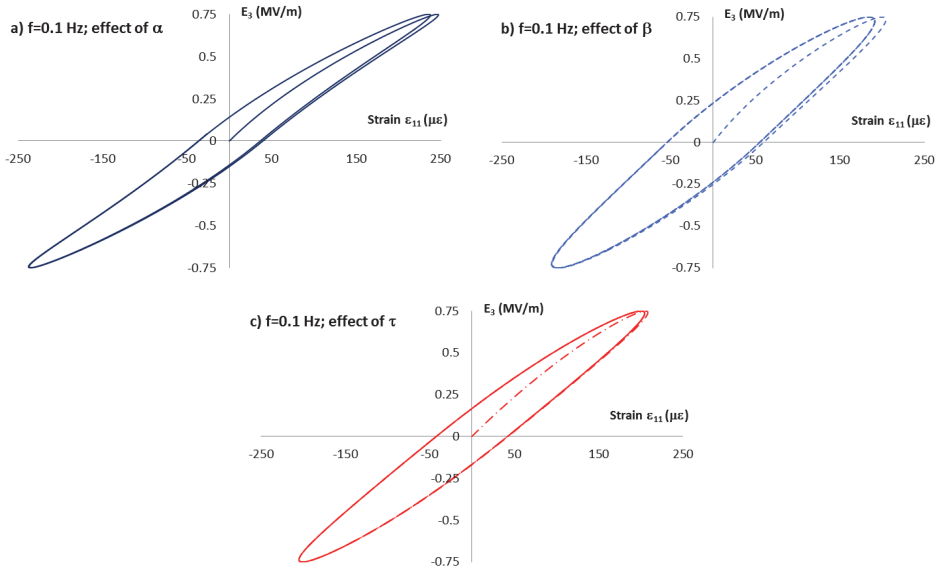 a) f=0.1 Hz; effect of α
E₃ (MV/m)
0.75
0.5
0.25
Strain ε₁₁ (με)
0
-250 -150 -50 50 150 250
-0.25
-0.5
-0.75
b) f=0.1 Hz; effect of β
E₃ (MV/m)
0.75
0.5
0.25
Strain ε₁₁ (με)
0
-250 -150 -50 50 150 250
-0.25
-0.5
-0.75
c) f=0.1 Hz; effect of τ
E₃ (MV/m)
0.75
0.5
0.25
Strain ε₁₁ (με)
0
-250 -150 -50 50 150 250
-0.25
-0.5
-0.75